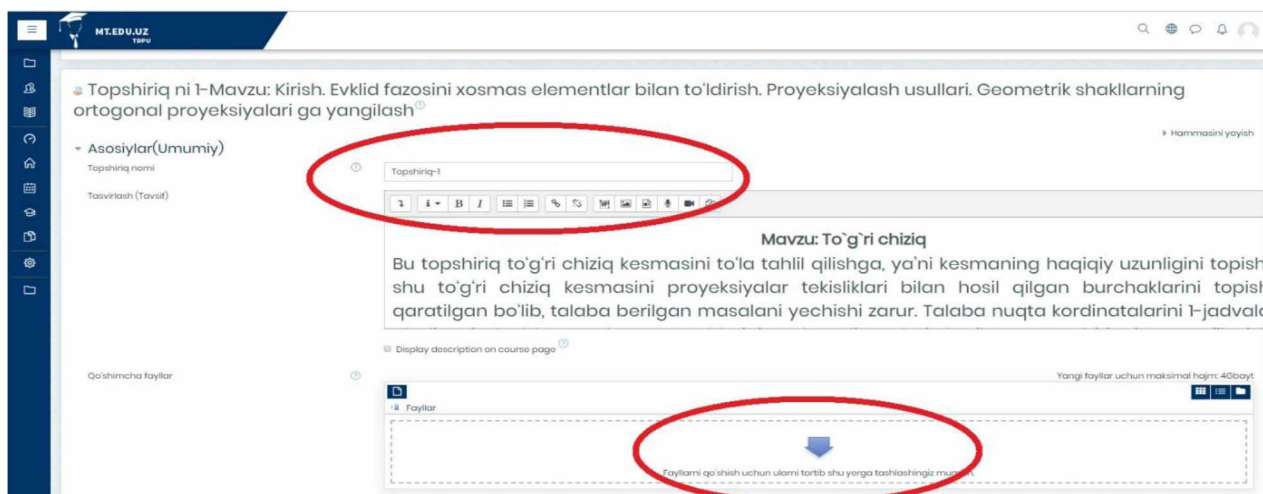 MT.EDU.UZ
TDPU
Topshiriq ni 1-Mavzu: Kirish. Evklid fazosini xosmas elementlar bilan to'ldirish. Proyeksiyalash usullari. Geometrik shakllarning
ortogonal proyeksiyalari ga yangilash
Hammasini yoyish
Asosiylar(Umumiy)
Topshiriq nomi
Topshiriq-1
Tasvirlash (Tavsif)
Mavzu: To`g`ri chiziq
Bu topshiriq to'g'ri chiziq kesmasini to'la tahlil qilishga, ya'ni kesmaning haqiqiy uzunligini topish
shu to'g'ri chiziq kesmasini proyeksiyalar tekisliklari bilan hosil qilgan burchaklarini topish
qaratilgan bo'lib, talaba berilgan masalani yechishi zarur. Talaba nuqta kordinatalarini 1-jadvald
Display description on course page
Qo'shimcha fayllar
Yangi fayllar uchun maksimal hajm: 4Gbayt
Fayllar
Fayllarni qo'shish uchun ularni tortib shu yerga tashlashingiz mumkin.